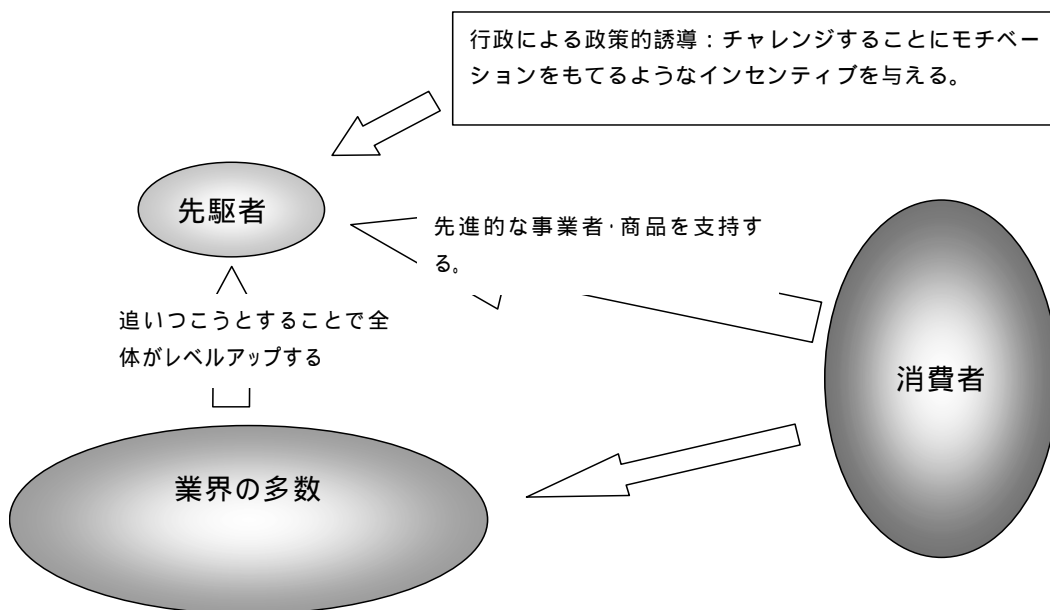 行政による政策的誘導：チャレンジすることにモチベー
ションをもてるようなインセンティブを与える。
先駆者
先進的な事業者・商品を支持す
る。
追いつこうとすることで全
体がレベルアップする
消費者
業界の多数